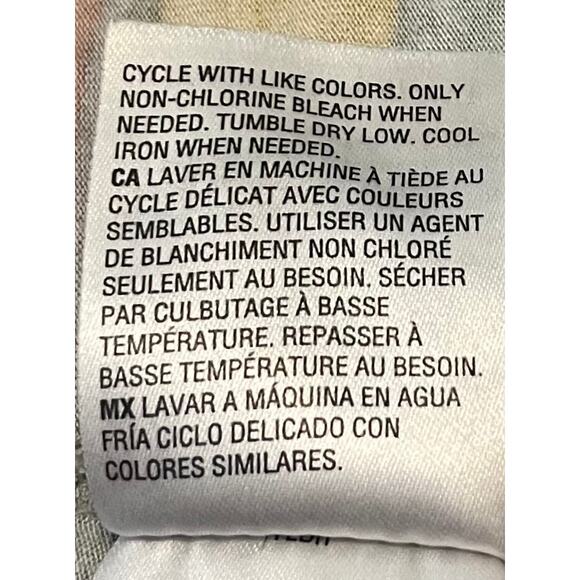 CYCLE WITH LIKE COLORS. ONLY
NON-CHLORINE BLEACH WHEN
NEEDED. TUMBLE DRY LOW. COOL
IRON WHEN NEEDED.
CA LAVER EN MACHINE À TIÈDE AU
CYCLE DÉLICAT AVEC COULEURS
SEMBLABLES. UTILISER UN AGENT
DE BLANCHIMENT NON CHLORÉ
SEULEMENT AU BESOIN. SÉCHER
PAR CULBUTAGE À BASSE
TEMPÉRATURE. REPASSER À
BASSE TEMPÉRATURE AU BESOIN.
MX LAVAR A MÁQUINA EN AGUA
FRÍA CICLO DELICADO CON
COLORES SIMILARES.